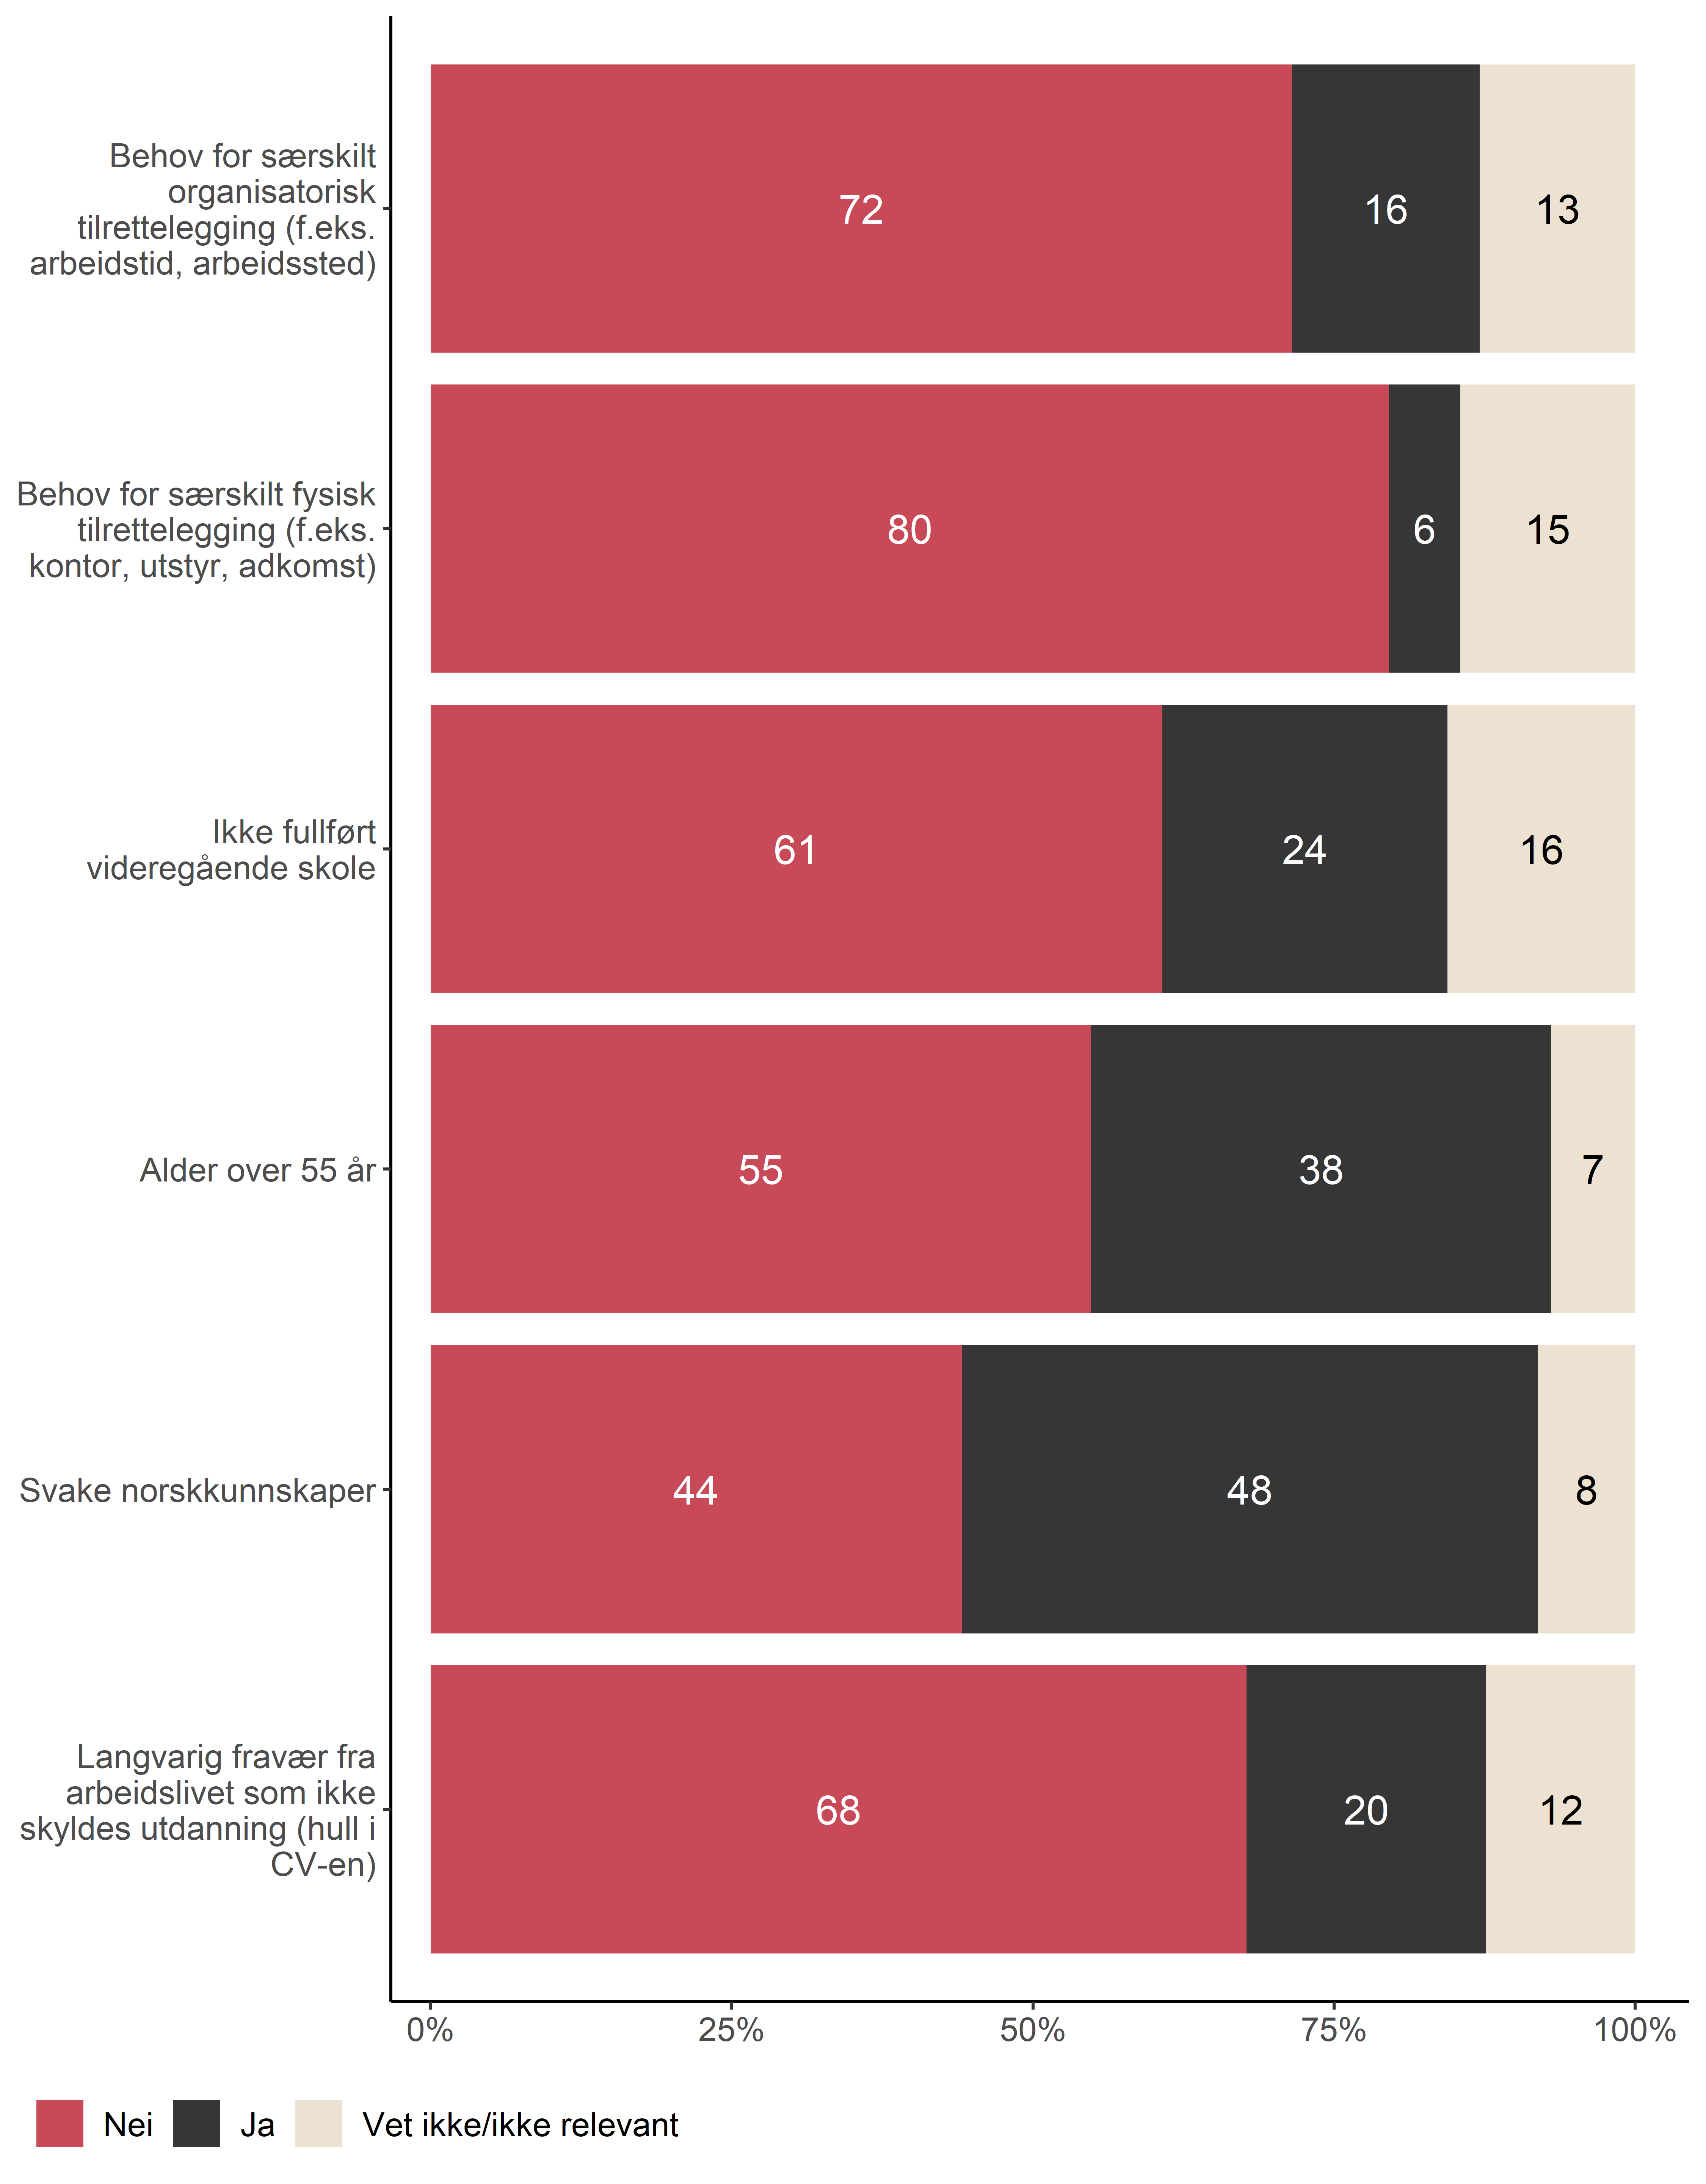 Behov for særskilt
organisatorisk
tilrettelegging (f.eks.
arbeidstid, arbeidssted)
72 16 13
Behov for særskilt fysisk
tilrettelegging (f.eks.
kontor, utstyr, adkomst)
80 6 15
Ikke fullført
videregående skole
61 24 16
Alder over 55 år
55 38 7
Svake norskkunnskaper
44 48 8
Langvarig fravær fra
arbeidslivet som ikke
skyldes utdanning (hull i
CV-en)
68 20 12
0% 25% 50% 75% 100%
Nei Ja Vet ikke/ikke relevant